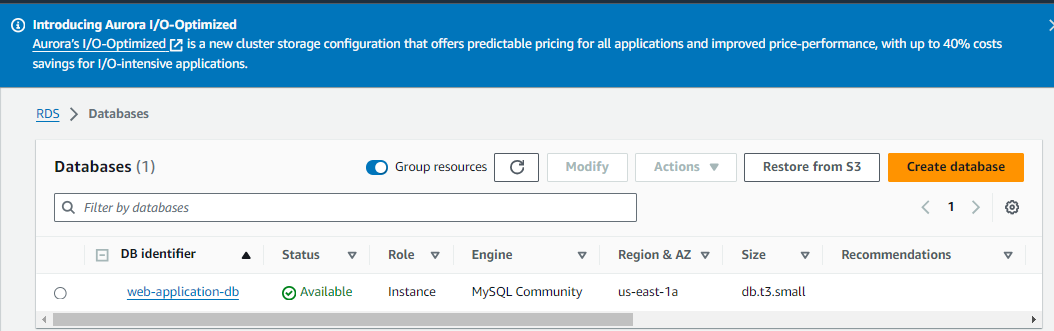 Introducing Aurora I/O-Optimized
Aurora's I/O-Optimized is a new cluster storage configuration that offers predictable pricing for all applications and improved price-performance, with up to 40% costs
savings for I/O-intensive applications.
RDS > Databases
Databases (1)
Group resources
Modify
Actions
Restore from S3
Create database
Filter by databases
1
DB identifier Status Role Engine Region & AZ Size Recommendations
web-application-db Available Instance MySQL Community us-east-1a db.t3.small